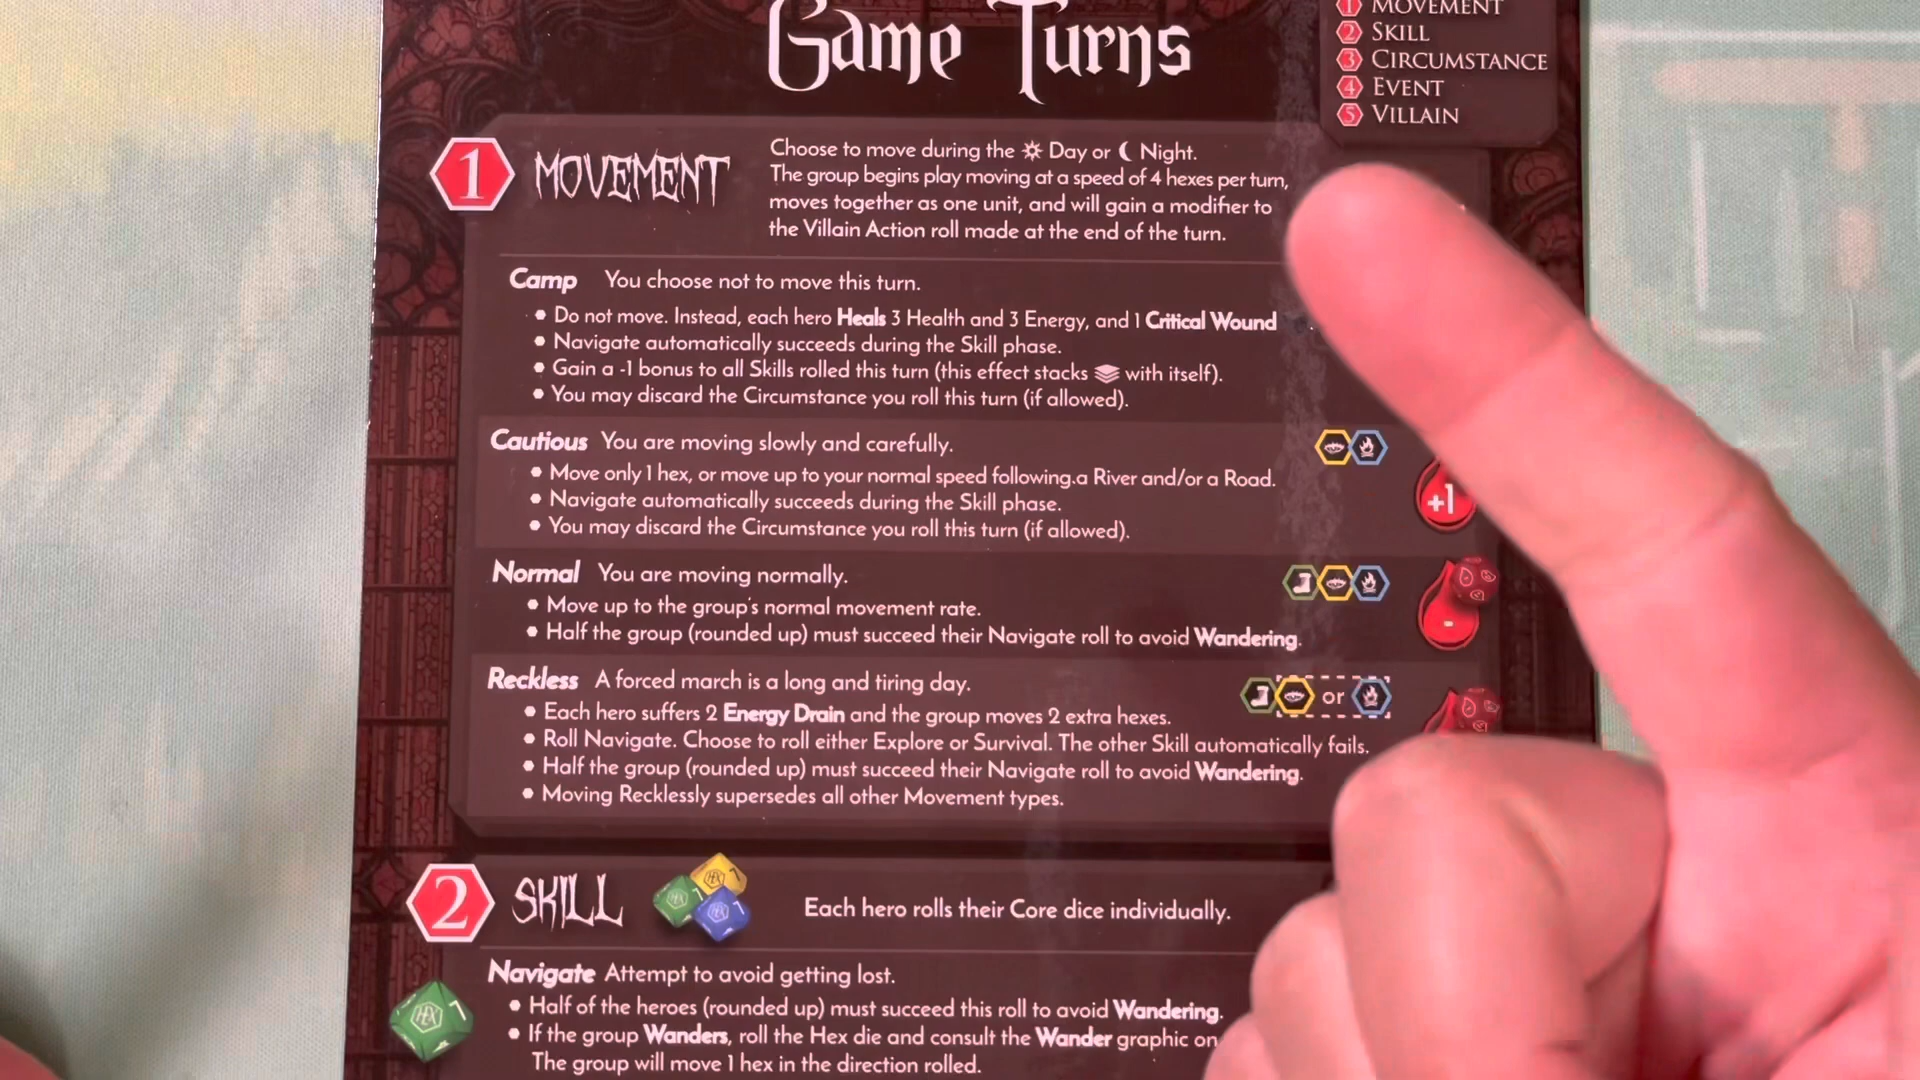 Game Turns
1 MOVEMENT
2 SKILL
3 CIRCUMSTANCE
4 EVENT
5 VILLAIN
1 MOVEMENT
Choose to move during the Day or Night.
The group begins play moving at a speed of 4 hexes per turn,
moves together as one unit, and will gain a modifier to
the Villain Action roll made at the end of the turn.
Camp You choose not to move this turn.
Do not move. Instead, each hero Heals 3 Health and 3 Energy, and 1 Critical Wound
Navigate automatically succeeds during the Skill phase.
Gain a -1 bonus to all Skills rolled this turn (this effect stacks with itself).
You may discard the Circumstance you roll this turn (if allowed).
Cautious You are moving slowly and carefully.
Move only 1 hex, or move up to your normal speed following a River and/or a Road.
Navigate automatically succeeds during the Skill phase.
You may discard the Circumstance you roll this turn (if allowed).
+1
Normal You are moving normally.
Move up to the group's normal movement rate.
Half the group (rounded up) must succeed their Navigate roll to avoid Wandering.
-
Reckless A forced march is a long and tiring day.
or
Each hero suffers 2 Energy Drain and the group moves 2 extra hexes.
Roll Navigate. Choose to roll either Explore or Survival. The other Skill automatically fails.
Half the group (rounded up) must succeed their Navigate roll to avoid Wandering.
Moving Recklessly supersedes all other Movement types.
2 SKILL
HEX 7
HEX 7
HEX 7
Each hero rolls their Core dice individually.
Navigate Attempt to avoid getting lost.
HEX 7
Half of the heroes (rounded up) must succeed this roll to avoid Wandering.
If the group Wanders, roll the Hex die and consult the Wander graphic on
The group will move 1 hex in the direction rolled.